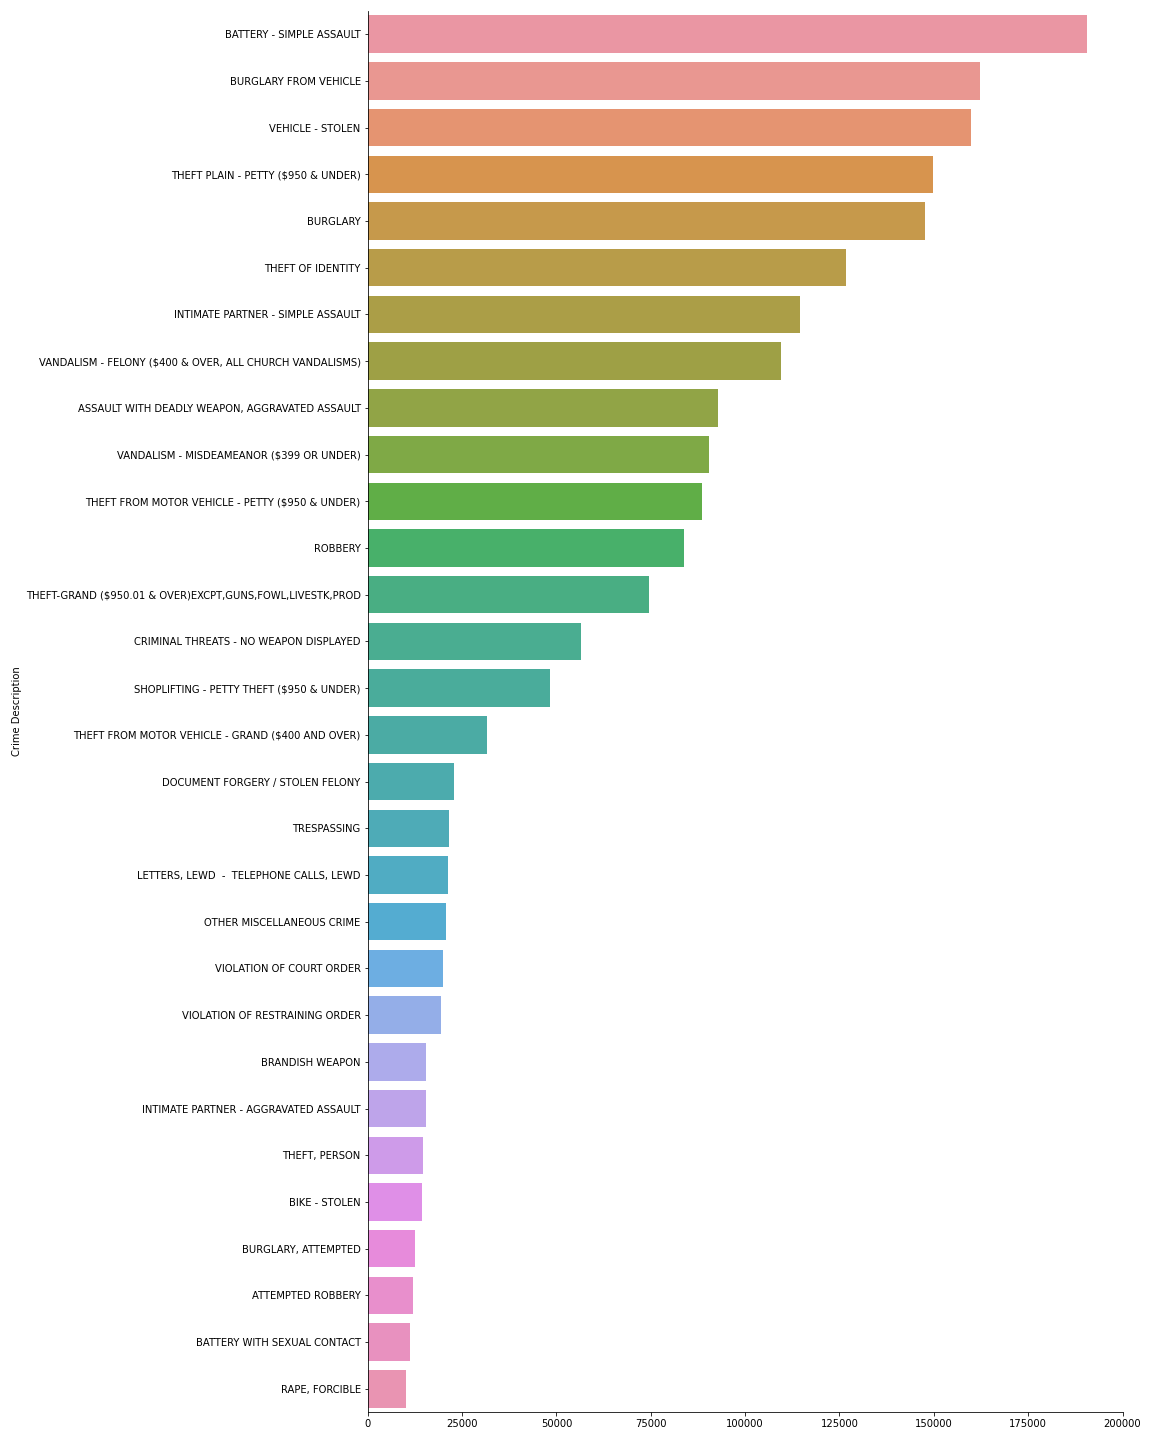 BATTERY - SIMPLE ASSAULT
BURGLARY FROM VEHICLE
VEHICLE - STOLEN
THEFT PLAIN - PETTY ($950 & UNDER)
BURGLARY
THEFT OF IDENTITY
INTIMATE PARTNER - SIMPLE ASSAULT
VANDALISM - FELONY ($400 & OVER, ALL CHURCH VANDALISMS)
ASSAULT WITH DEADLY WEAPON, AGGRAVATED ASSAULT
VANDALISM - MISDEAMEANOR ($399 OR UNDER)
THEFT FROM MOTOR VEHICLE - PETTY ($950 & UNDER)
ROBBERY
THEFT-GRAND ($950.01 & OVER)EXCPT,GUNS,FOWL,LIVESTK,PROD
CRIMINAL THREATS - NO WEAPON DISPLAYED
SHOPLIFTING - PETTY THEFT ($950 & UNDER)
THEFT FROM MOTOR VEHICLE - GRAND ($400 AND OVER)
DOCUMENT FORGERY / STOLEN FELONY
TRESPASSING
LETTERS, LEWD  -  TELEPHONE CALLS, LEWD
OTHER MISCELLANEOUS CRIME
VIOLATION OF COURT ORDER
VIOLATION OF RESTRAINING ORDER
BRANDISH WEAPON
INTIMATE PARTNER - AGGRAVATED ASSAULT
THEFT, PERSON
BIKE - STOLEN
BURGLARY, ATTEMPTED
ATTEMPTED ROBBERY
BATTERY WITH SEXUAL CONTACT
RAPE, FORCIBLE
Crime Description
0 25000 50000 75000 100000 125000 150000 175000 200000